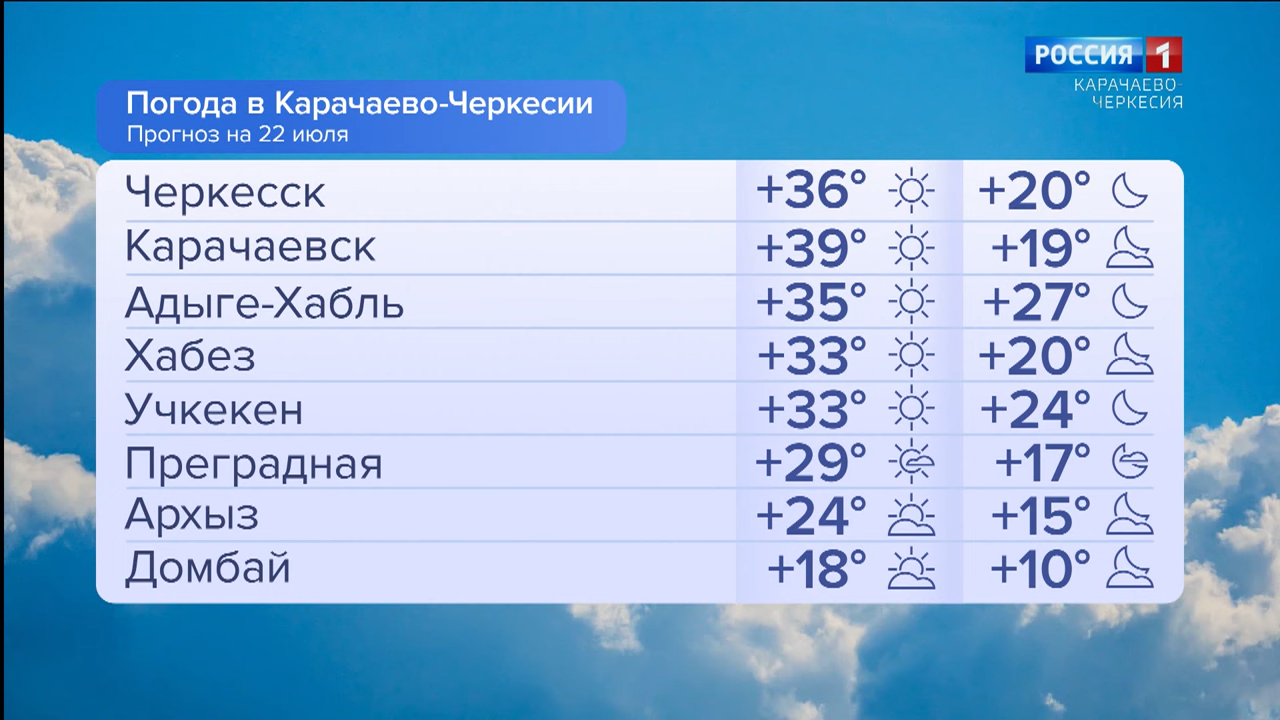 РОССИЯ 1
КАРАЧАЕВО-
ЧЕРКЕСИЯ
Погода в Карачаево-Черкесии
Прогноз на 22 июля
Черкесск +36° +20°
Карачаевск +39° +19°
Адыге-Хабль +35° +27°
Хабез +33° +20°
Учкекен +33° +24°
Преградная +29° +17°
Архыз +24° +15°
Домбай +18° +10°